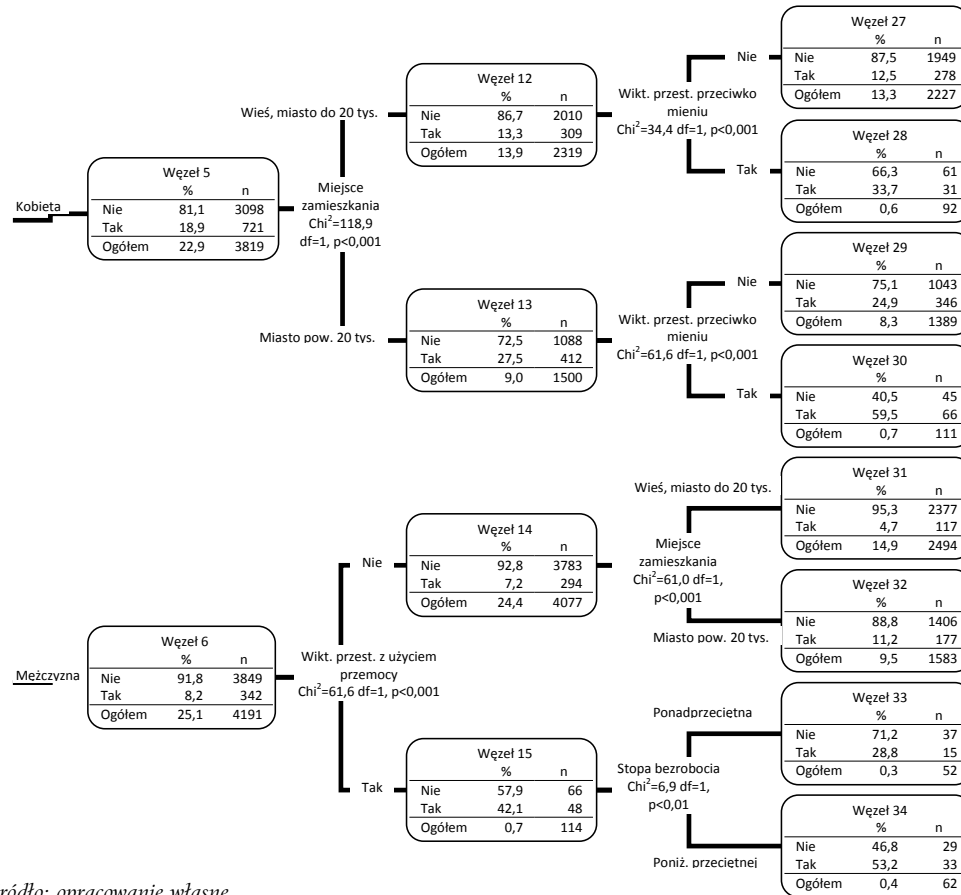 Kobieta
Węzeł 5
% n
Nie 81,1 3098
Tak 18,9 721
Ogółem 22,9 3819
Miejsce
zamieszkania
Chi²=118,9
df=1, p<0,001
Wieś, miasto do 20 tys.
Węzeł 12
% n
Nie 86,7 2010
Tak 13,3 309
Ogółem 13,9 2319
Wikt. przest. przeciwko
mieniu
Chi²=34,4 df=1, p<0,001
Nie
Węzeł 27
% n
Nie 87,5 1949
Tak 12,5 278
Ogółem 13,3 2227
Tak
Węzeł 28
% n
Nie 66,3 61
Tak 33,7 31
Ogółem 0,6 92
Miasto pow. 20 tys.
Węzeł 13
% n
Nie 72,5 1088
Tak 27,5 412
Ogółem 9,0 1500
Wikt. przest. przeciwko
mieniu
Chi²=61,6 df=1, p<0,001
Nie
Węzeł 29
% n
Nie 75,1 1043
Tak 24,9 346
Ogółem 8,3 1389
Tak
Węzeł 30
% n
Nie 40,5 45
Tak 59,5 66
Ogółem 0,7 111
Mężczyzna
Węzeł 6
% n
Nie 91,8 3849
Tak 8,2 342
Ogółem 25,1 4191
Wikt. przest. z użyciem
przemocy
Chi²=61,6 df=1, p<0,001
Nie
Węzeł 14
% n
Nie 92,8 3783
Tak 7,2 294
Ogółem 24,4 4077
Miejsce
zamieszkania
Chi²=61,0 df=1,
p<0,001
Wieś, miasto do 20 tys.
Węzeł 31
% n
Nie 95,3 2377
Tak 4,7 117
Ogółem 14,9 2494
Miasto pow. 20 tys.
Węzeł 32
% n
Nie 88,8 1406
Tak 11,2 177
Ogółem 9,5 1583
Tak
Węzeł 15
% n
Nie 57,9 66
Tak 42,1 48
Ogółem 0,7 114
Stopa bezrobocia
Chi²=6,9 df=1,
p<0,01
Ponadprzeciętna
Węzeł 33
% n
Nie 71,2 37
Tak 28,8 15
Ogółem 0,3 52
Poniż. przeciętnej
Węzeł 34
% n
Nie 46,8 29
Tak 53,2 33
Ogółem 0,4 62
ródło: opracowanie własne